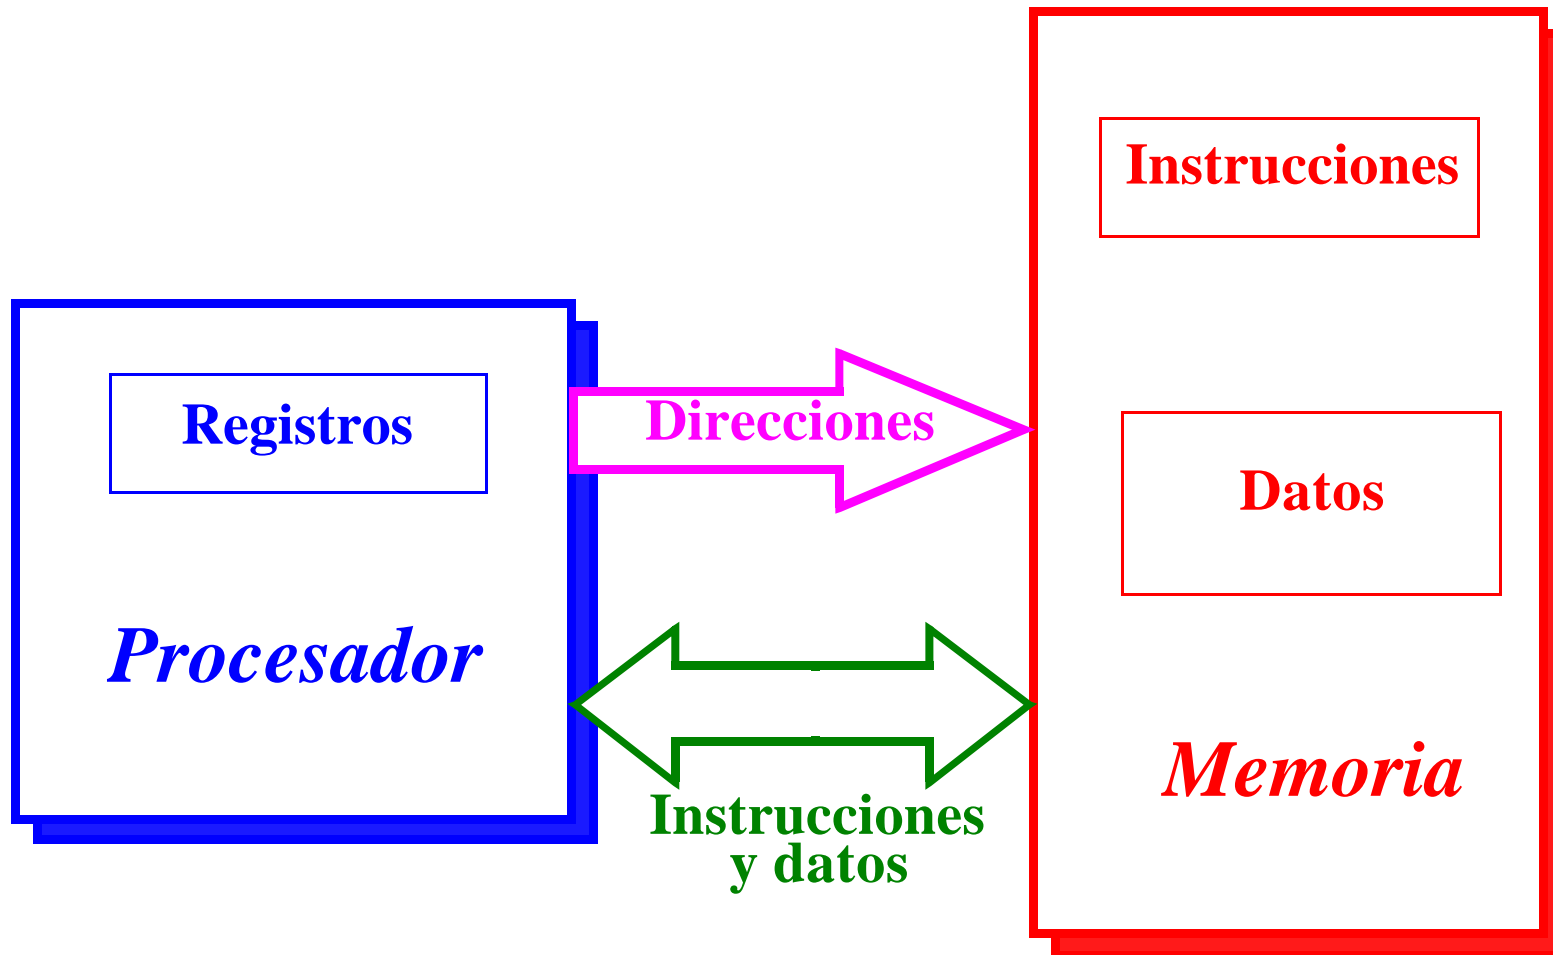 Instrucciones
Registros
Direcciones
Datos
Procesador
Memoria
Instrucciones
y datos